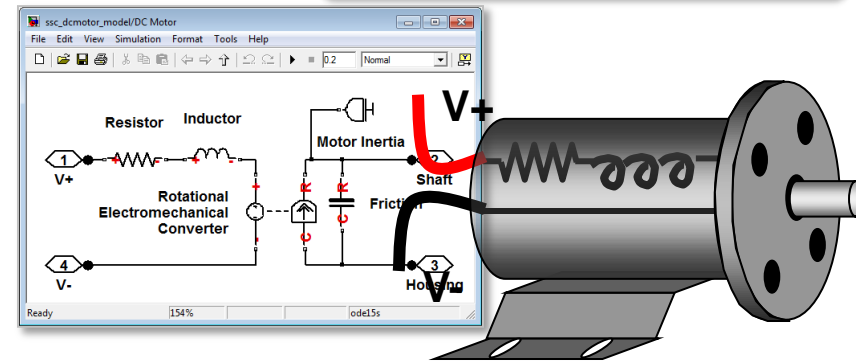 ssc_dcmotor_model/DC Motor
File Edit View Simulation Format Tools Help
0.2 Normal
V+
Resistor Inductor
Motor Inertia
+ - + -
1
V+
2
Shaft
+
R R
Rotational
Electromechanical
Converter
Friction
-
C C
4
V-
3
Housing
V-
Ready 154% ode15s